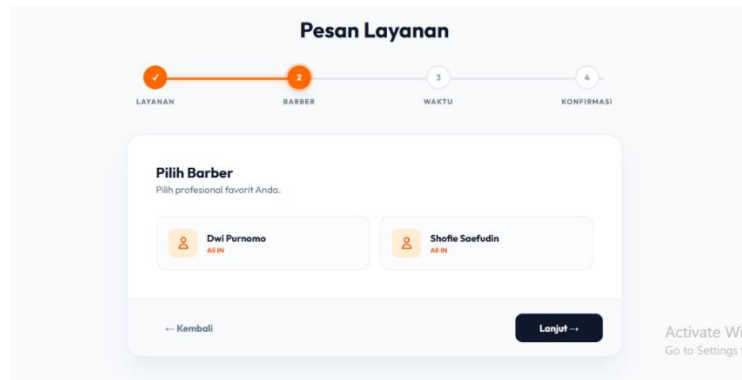 Pesan Layanan
✓ 2 3 4
LAYANAN BARBER WAKTU KONFIRMASI
Pilih Barber
Pilih profesional favorit Anda.
Dwi Purnomo Shofie Saefudin
All IN All IN
← Kembali Lanjut →
Activate Wi
Go to Settings